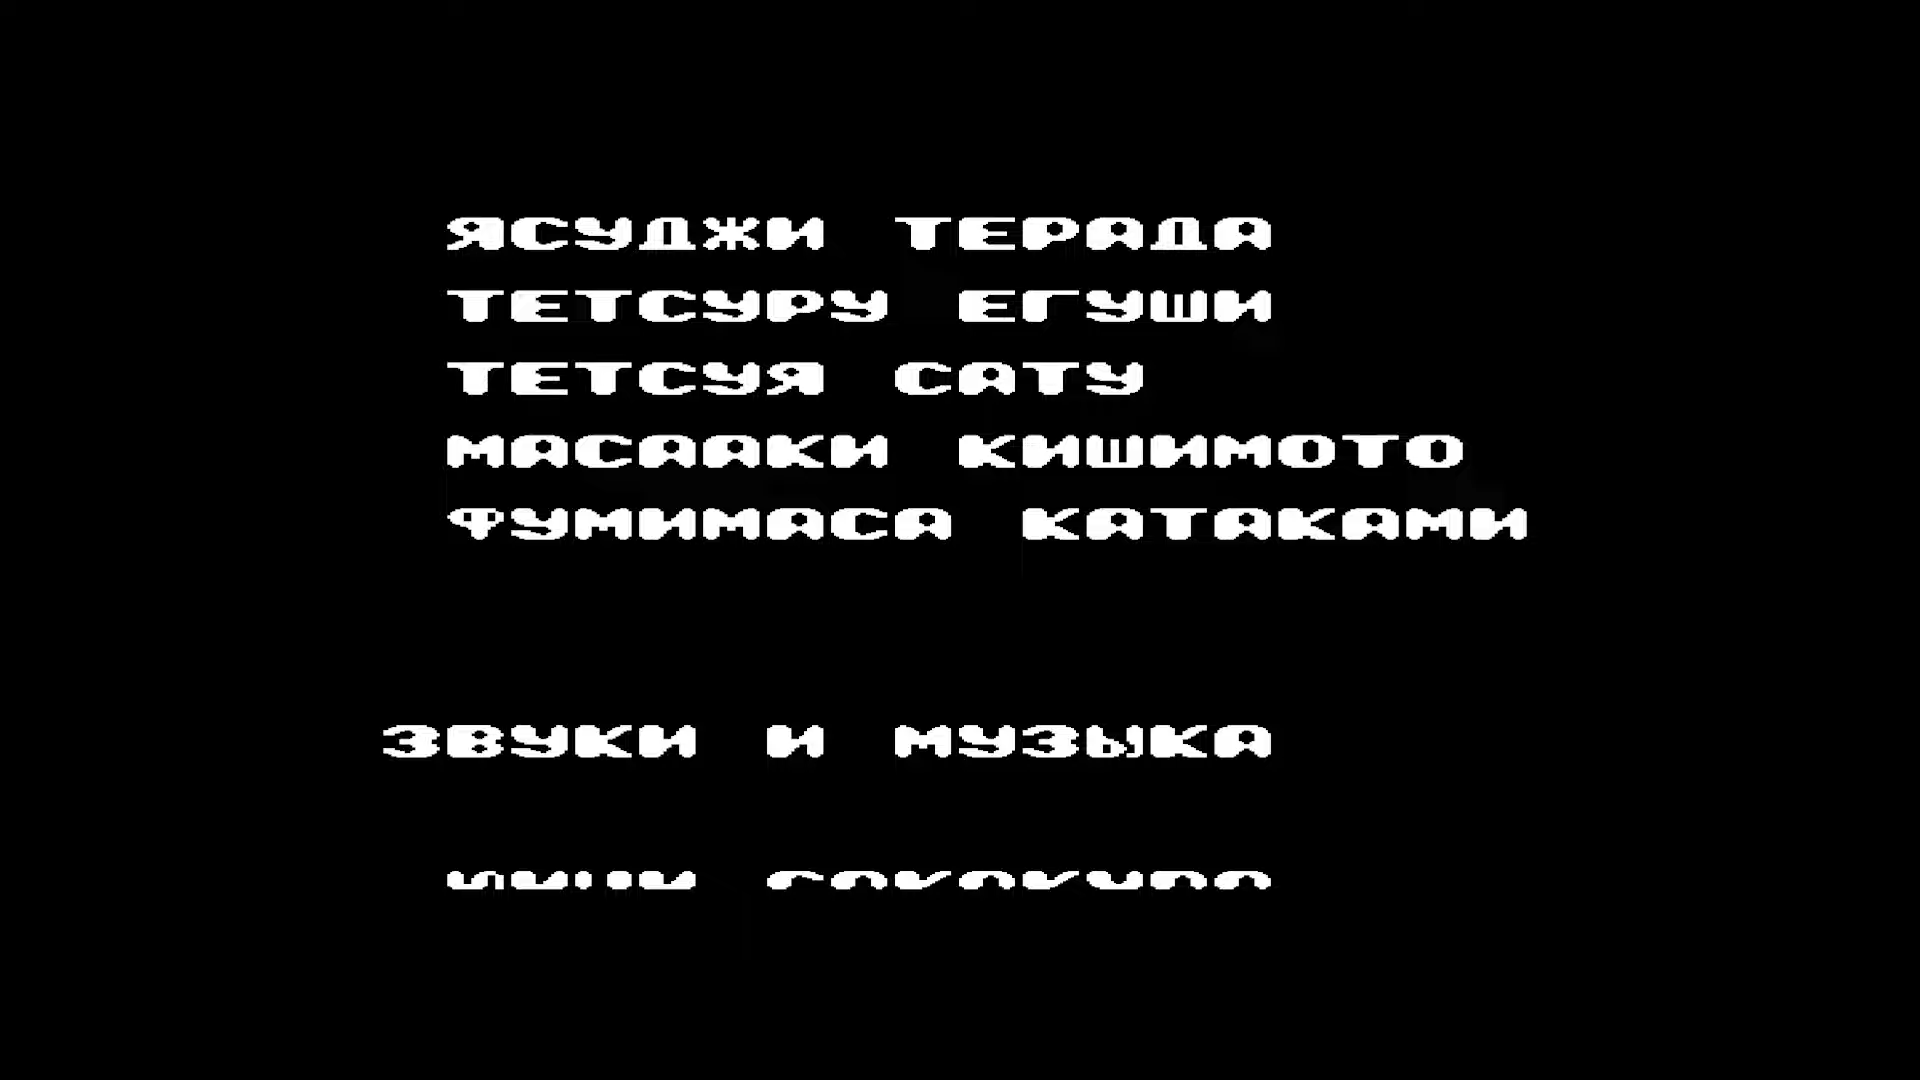 ЯСУДЖИ ТЕРАДА
ТЕТСУРУ ЕГУШИ
ТЕТСУЯ САТУ
МАСААКИ КИШИМОТО
ФУМИМАСА КАТАКАМИ
ЗВУКИ И МУЗЫКА